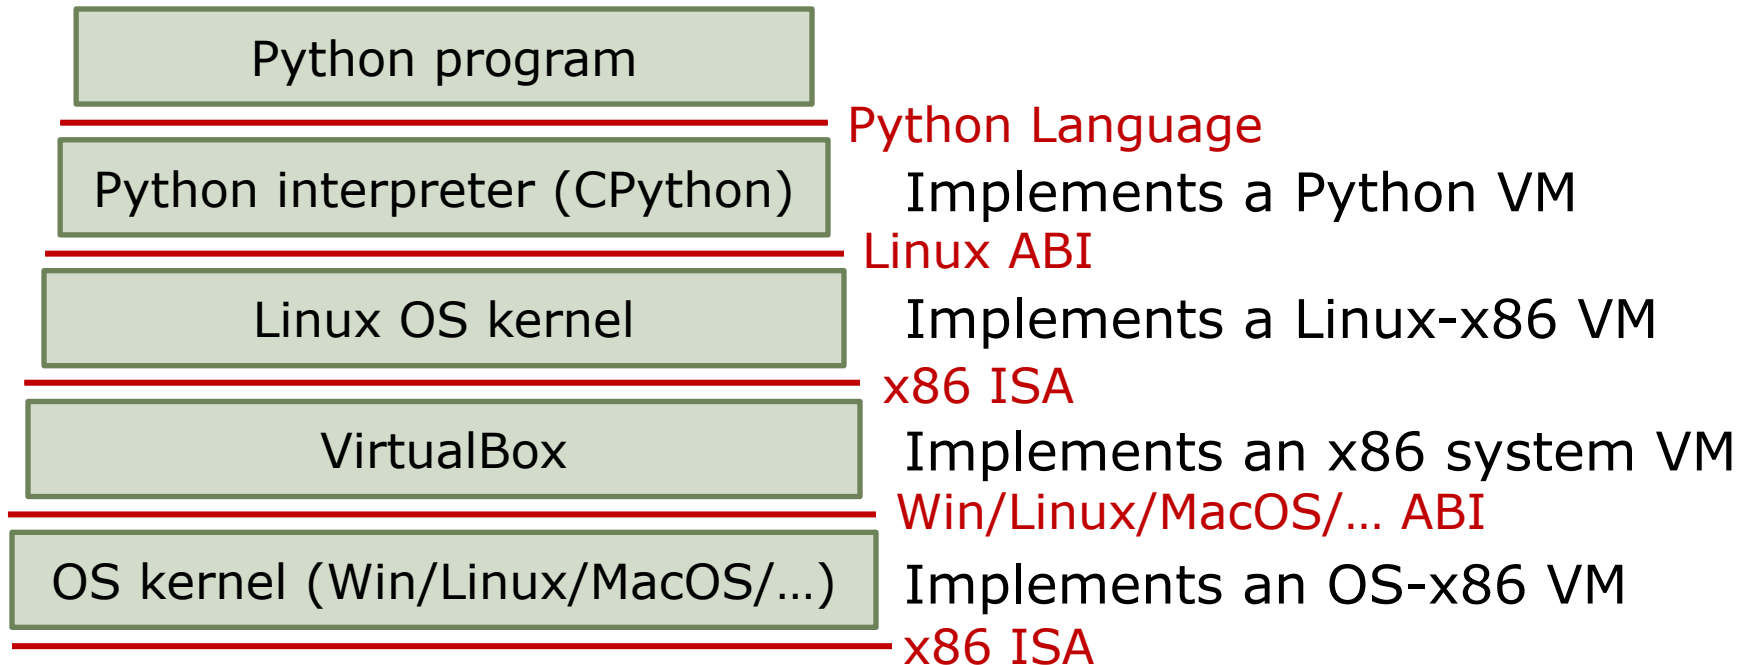 Python program
Python Language
Python interpreter (CPython)
Implements a Python VM
Linux ABI
Linux OS kernel
Implements a Linux-x86 VM
x86 ISA
VirtualBox
Implements an x86 system VM
Win/Linux/MacOS/… ABI
OS kernel (Win/Linux/MacOS/…)
Implements an OS-x86 VM
x86 ISA